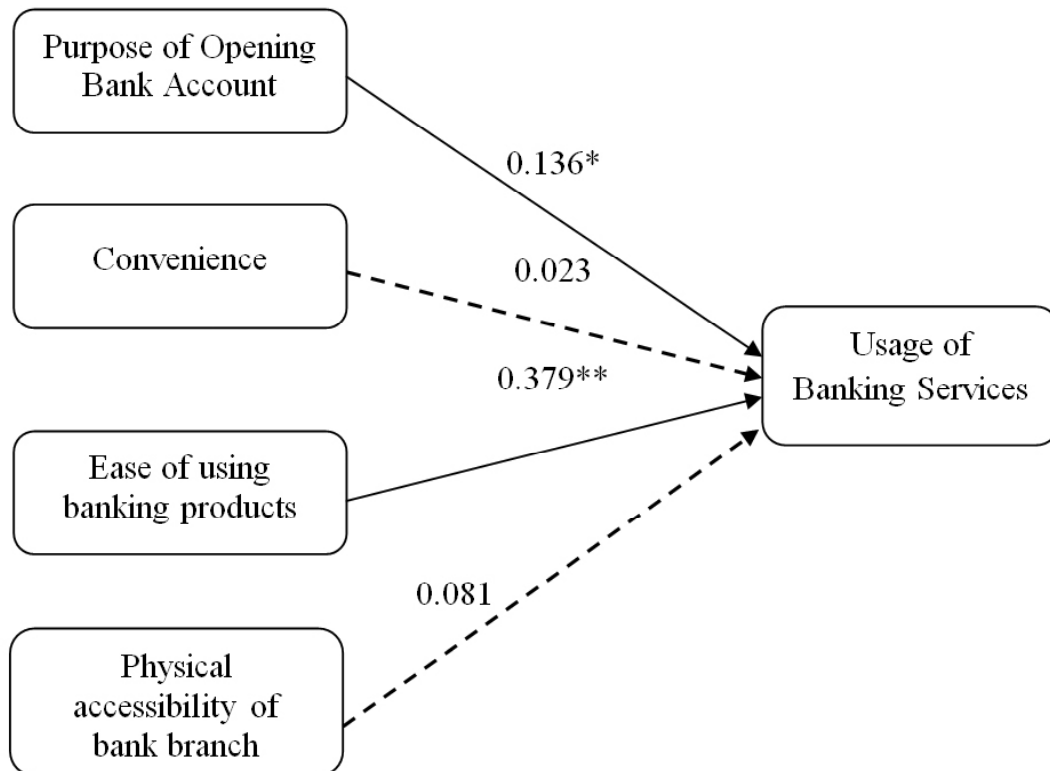 Purpose of Opening
Bank Account
0.136*
Convenience
0.023
Usage of
Banking Services
0.379**
Ease of using
banking products
0.081
Physical
accessibility of
bank branch